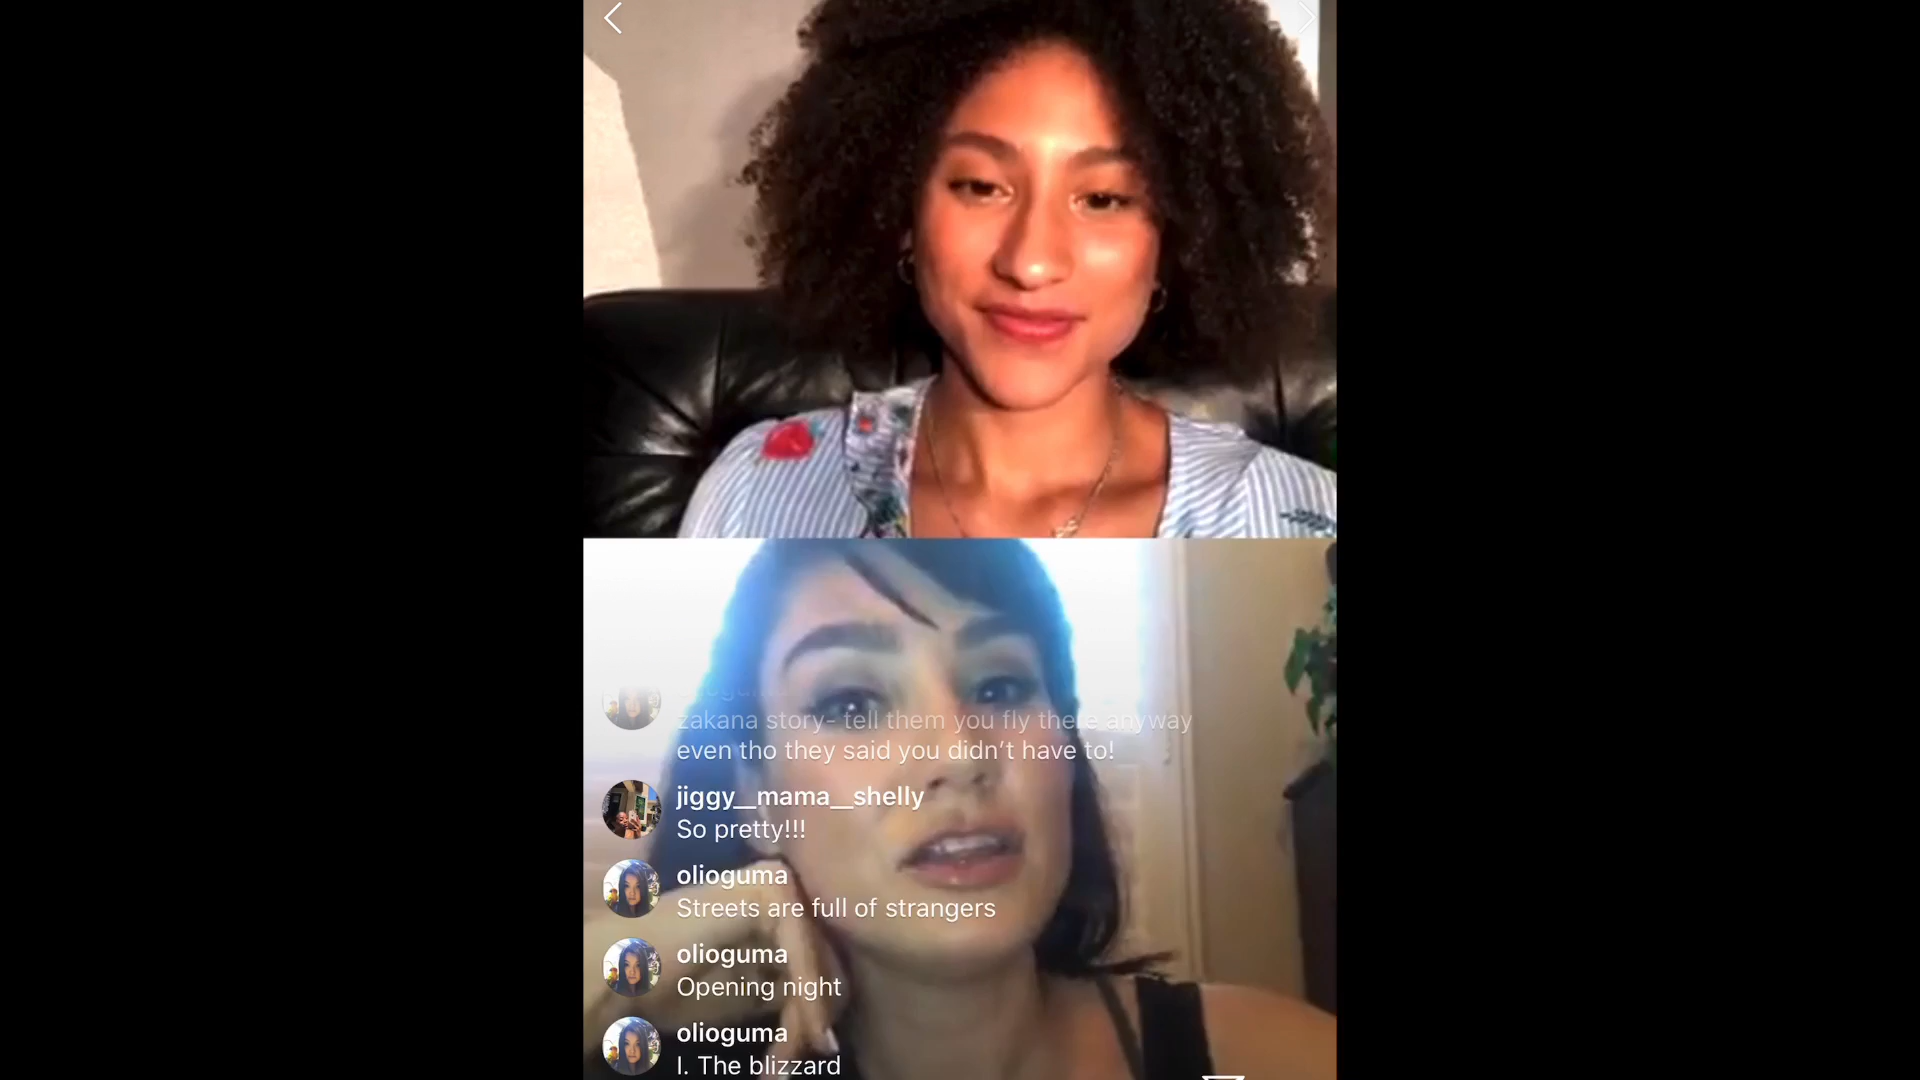 zakana story- tell them you fly there anyway
even tho they said you didn’t have to!
jiggy__mama__shelly
So pretty!!!
olioguma
Streets are full of strangers
olioguma
Opening night
olioguma
I. The blizzard